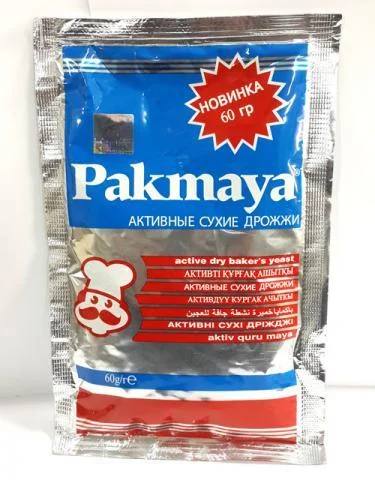 НОВИНКА
60 гр
Pakmaya®
АКТИВНЫЕ СУХИЕ ДРОЖЖИ
active dry baker's yeast
АКТИВТІ ҚҰРҒАҚ АШЫТҚЫ
АКТИВНЫЕ СУХИЕ ДРОЖЖИ
АКТИВДҮҮ КУРГАК АЧЫТКЫ
باكمايا خميرة نشطة جافة للعجين
АКТИВНІ СУХІ ДРІЖДЖІ
aktiv quru maya
60g/г℮